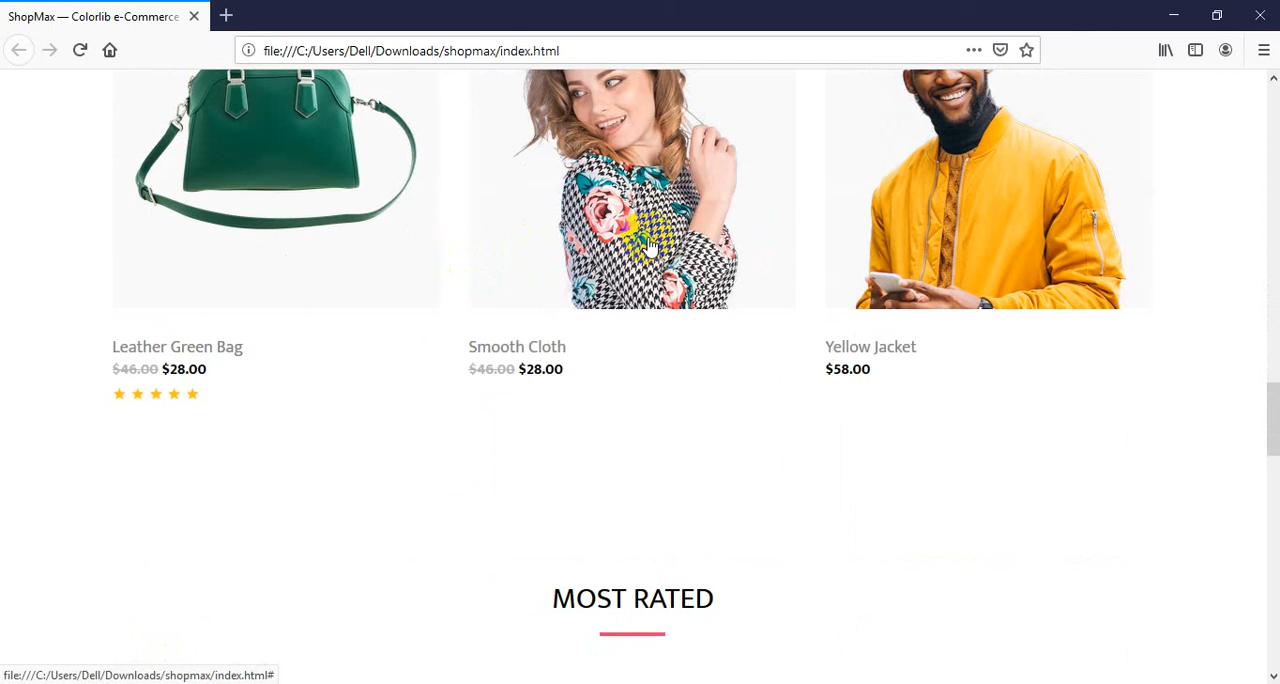 ShopMax — Colorlib e-Commerce
file:///C:/Users/Dell/Downloads/shopmax/index.html
Leather Green Bag
$46.00 $28.00
Smooth Cloth
$46.00 $28.00
Yellow Jacket
$58.00
MOST RATED
file:///C:/Users/Dell/Downloads/shopmax/index.html#